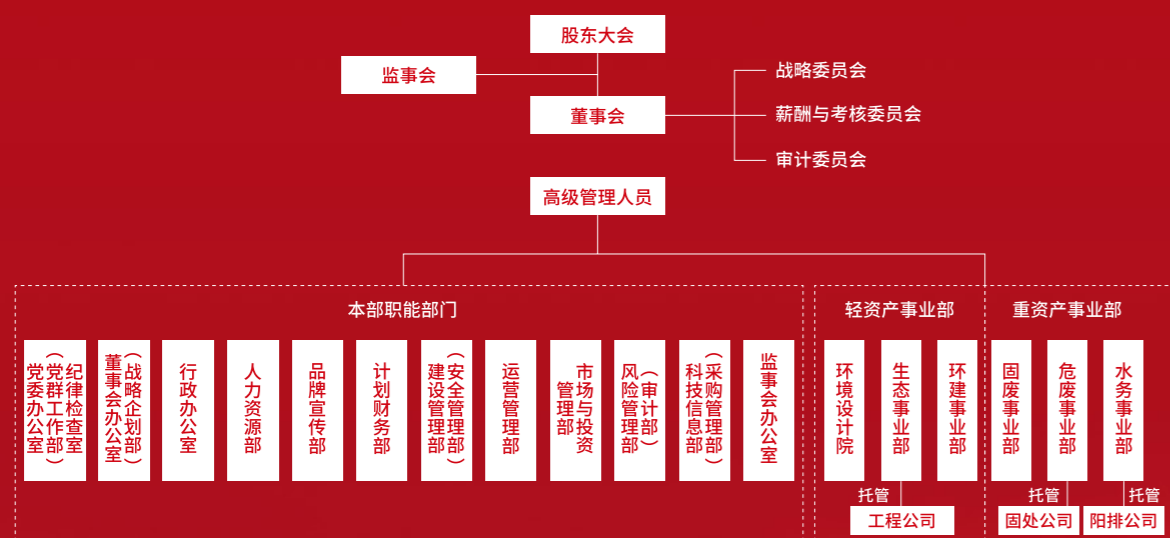 股东大会
监事会
董事会
战略委员会
薪酬与考核委员会
审计委员会
高级管理人员
本部职能部门
轻资产事业部
重资产事业部
党委办公室
（党群工作部）
纪律检查室
董事会办公室
（战略企划部）
行政办公室
人力资源部
品牌宣传部
计划财务部
建设管理部
（安全管理部）
运营管理部
市场与投资
管理部
风险管理部
（审计部）
科技信息部
（采购管理部）
监事会办公室
环境设计院
生态事业部
环建事业部
固废事业部
危废事业部
水务事业部
托管
托管
托管
工程公司
固处公司
阳排公司